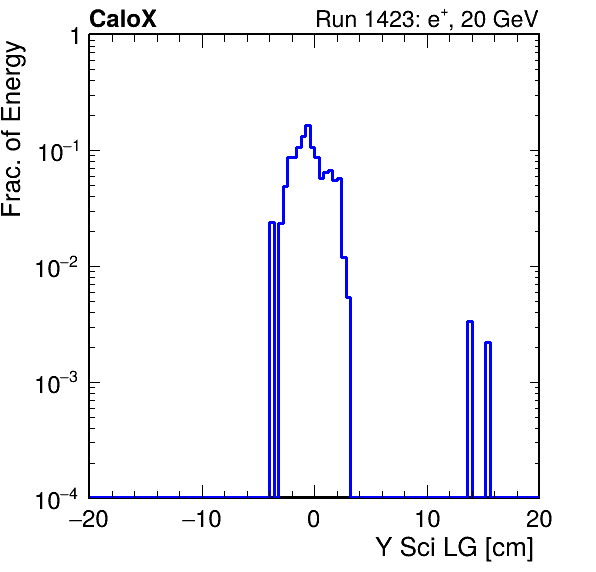 CaloX Run 1423: e⁺, 20 GeV
Frac. of Energy
1
10⁻¹
10⁻²
10⁻³
10⁻⁴
−20 −10 0 10 20
Y Sci LG [cm]